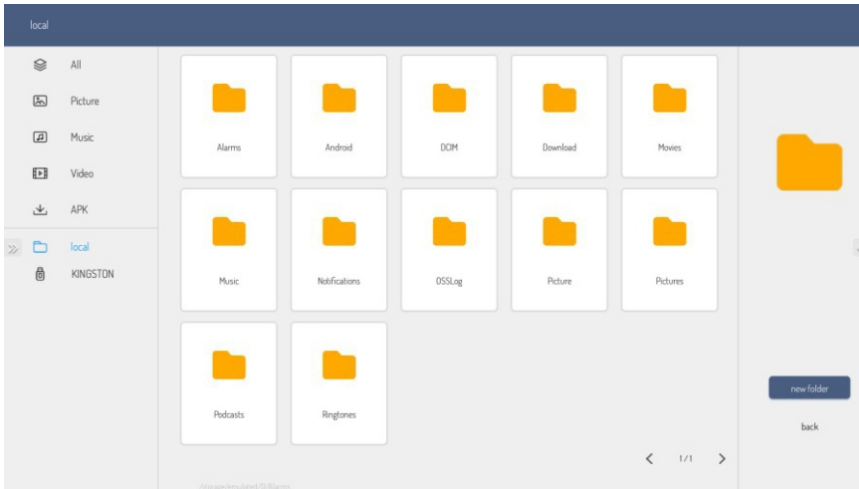 local
All
Picture
Music
Video
APK
local
KINGSTON
Alarms
Android
DCIM
Download
Movies
Music
Notifications
OSSLog
Picture
Pictures
Podcasts
Ringtones
new folder
back
1/1